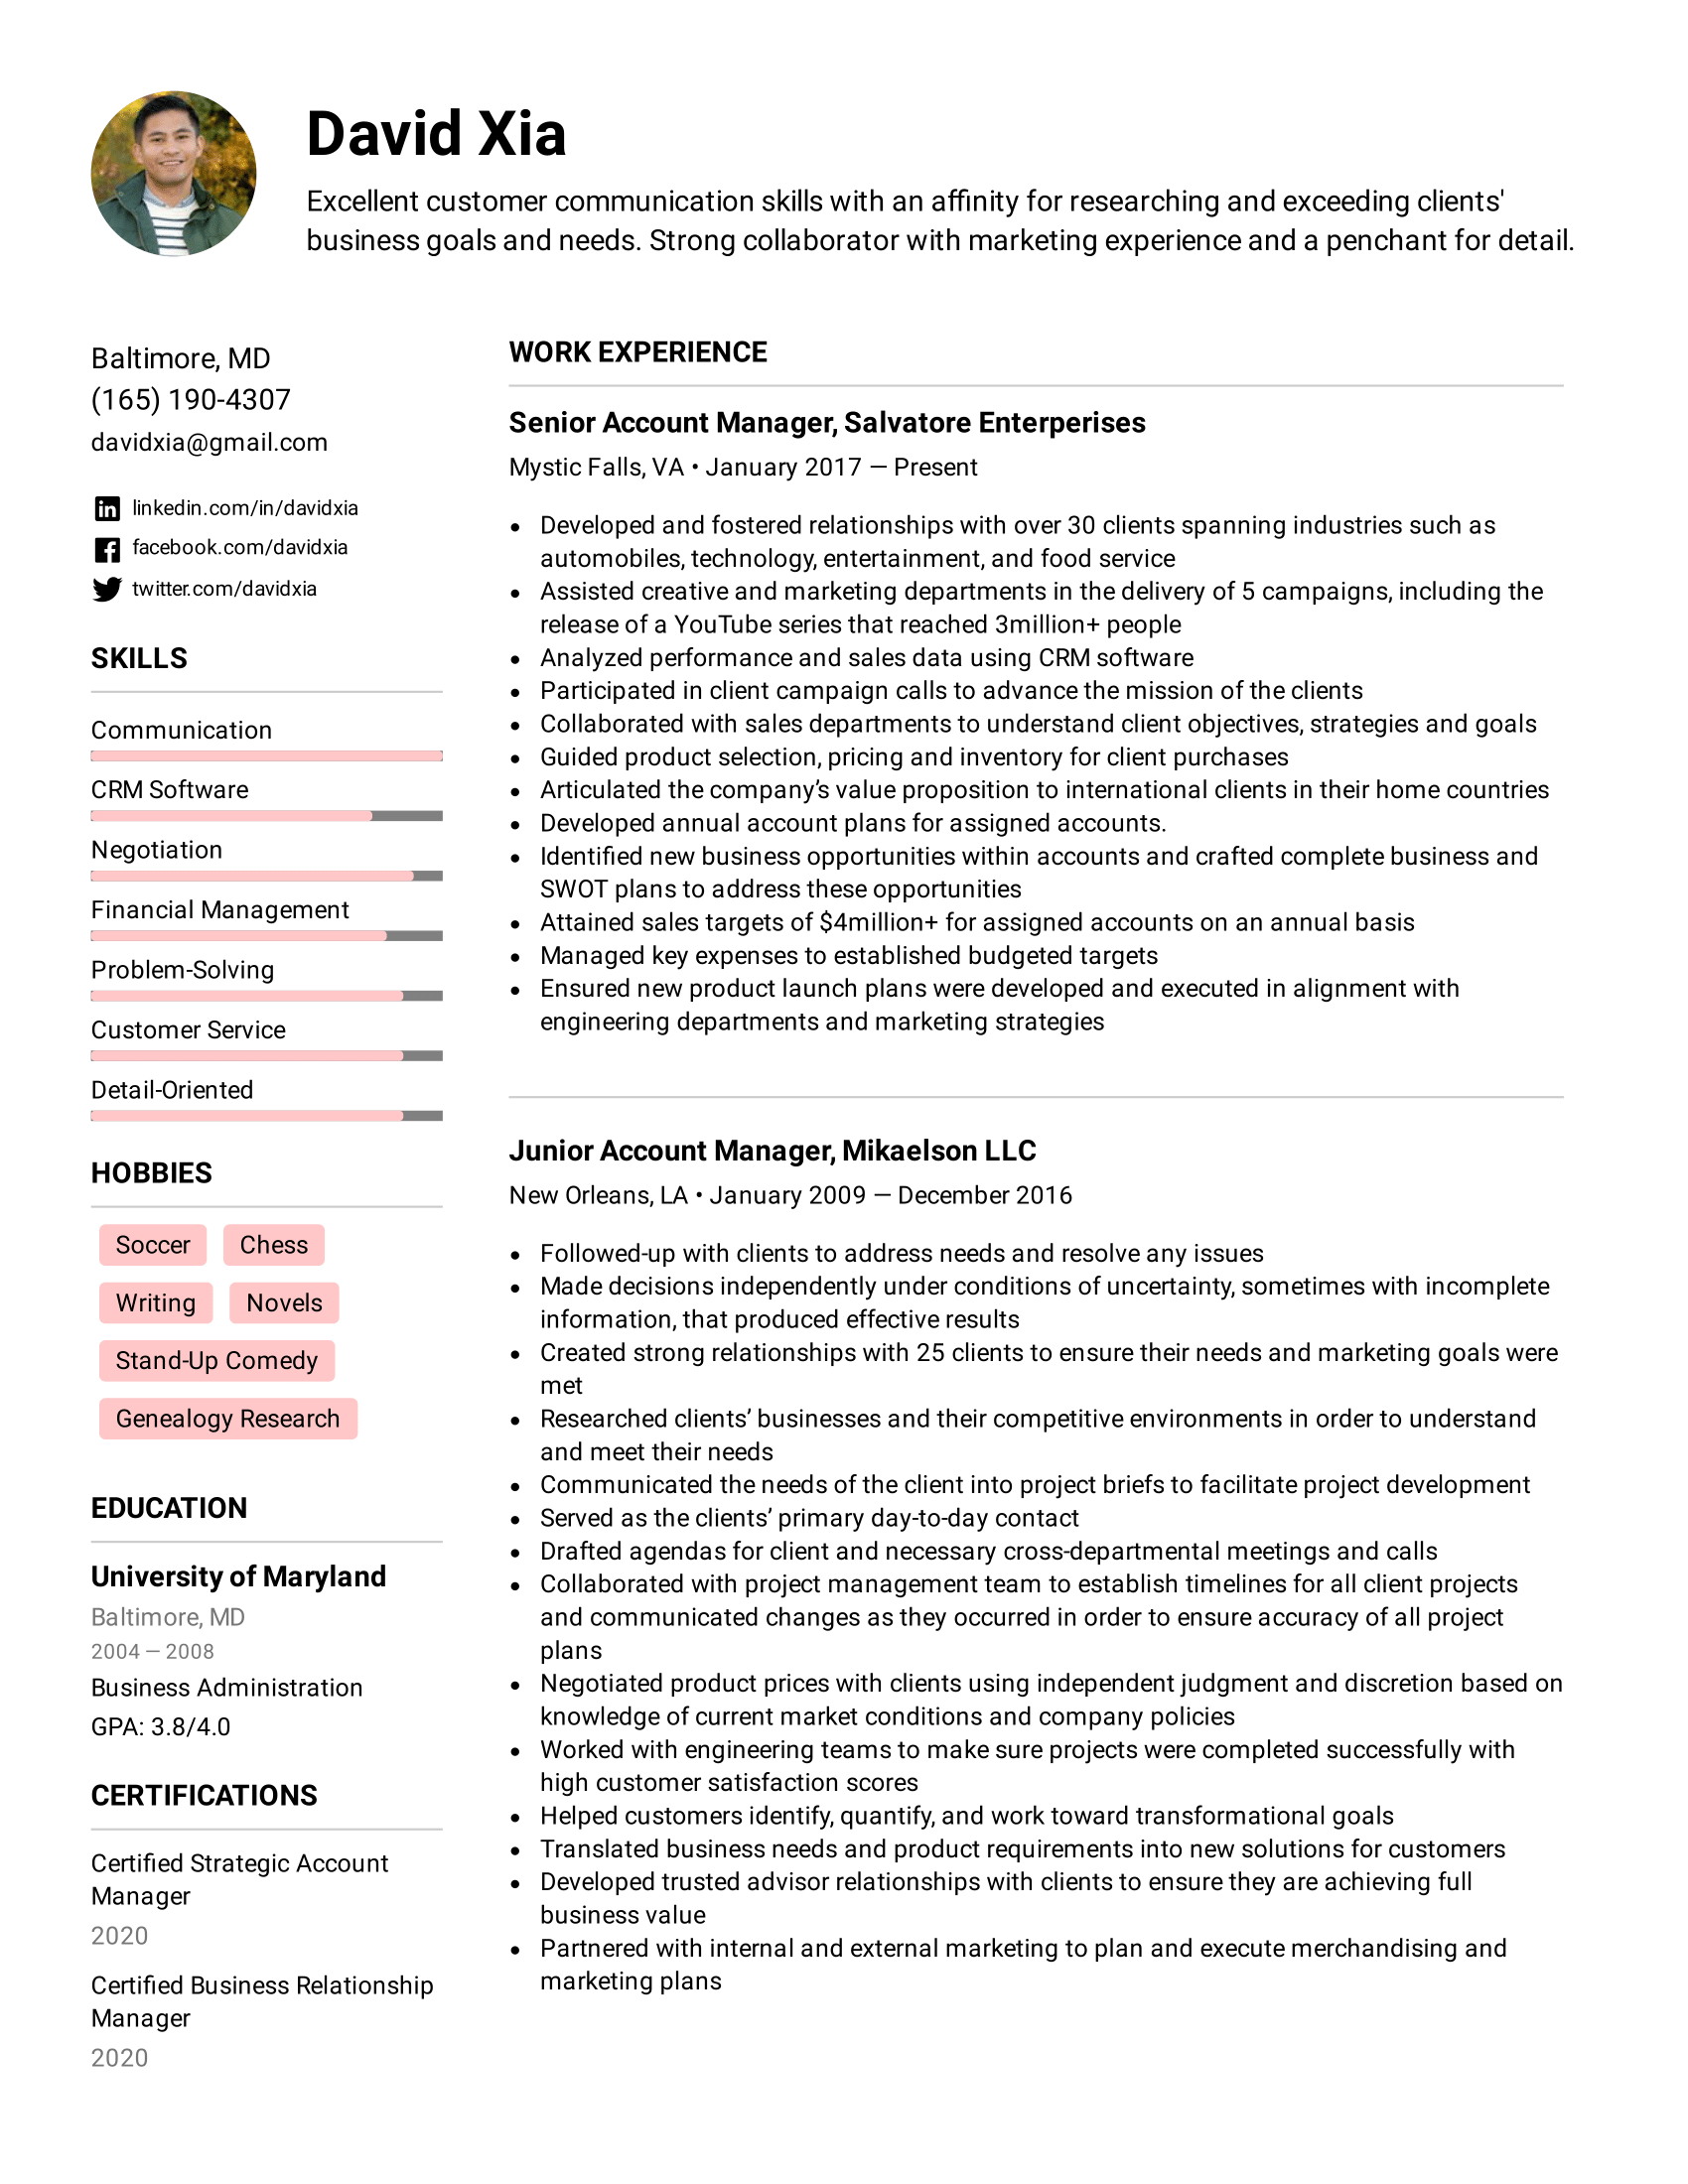 David Xia
Excellent customer communication skills with an affinity for researching and exceeding clients'
business goals and needs. Strong collaborator with marketing experience and a penchant for detail.
Baltimore, MD
(165) 190-4307
davidxia@gmail.com
linkedin.com/in/davidxia
facebook.com/davidxia
twitter.com/davidxia
SKILLS
Communication
CRM Software
Negotiation
Financial Management
Problem-Solving
Customer Service
Detail-Oriented
HOBBIES
Soccer Chess
Writing Novels
Stand-Up Comedy
Genealogy Research
EDUCATION
University of Maryland
Baltimore, MD
2004 — 2008
Business Administration
GPA: 3.8/4.0
CERTIFICATIONS
Certified Strategic Account
Manager
2020
Certified Business Relationship
Manager
2020
WORK EXPERIENCE
Senior Account Manager, Salvatore Enterperises
Mystic Falls, VA • January 2017 — Present
• Developed and fostered relationships with over 30 clients spanning industries such as
automobiles, technology, entertainment, and food service
• Assisted creative and marketing departments in the delivery of 5 campaigns, including the
release of a YouTube series that reached 3million+ people
• Analyzed performance and sales data using CRM software
• Participated in client campaign calls to advance the mission of the clients
• Collaborated with sales departments to understand client objectives, strategies and goals
• Guided product selection, pricing and inventory for client purchases
• Articulated the company’s value proposition to international clients in their home countries
• Developed annual account plans for assigned accounts.
• Identified new business opportunities within accounts and crafted complete business and
SWOT plans to address these opportunities
• Attained sales targets of $4million+ for assigned accounts on an annual basis
• Managed key expenses to established budgeted targets
• Ensured new product launch plans were developed and executed in alignment with
engineering departments and marketing strategies
Junior Account Manager, Mikaelson LLC
New Orleans, LA • January 2009 — December 2016
• Followed-up with clients to address needs and resolve any issues
• Made decisions independently under conditions of uncertainty, sometimes with incomplete
information, that produced effective results
• Created strong relationships with 25 clients to ensure their needs and marketing goals were
met
• Researched clients’ businesses and their competitive environments in order to understand
and meet their needs
• Communicated the needs of the client into project briefs to facilitate project development
• Served as the clients’ primary day-to-day contact
• Drafted agendas for client and necessary cross-departmental meetings and calls
• Collaborated with project management team to establish timelines for all client projects
and communicated changes as they occurred in order to ensure accuracy of all project
plans
• Negotiated product prices with clients using independent judgment and discretion based on
knowledge of current market conditions and company policies
• Worked with engineering teams to make sure projects were completed successfully with
high customer satisfaction scores
• Helped customers identify, quantify, and work toward transformational goals
• Translated business needs and product requirements into new solutions for customers
• Developed trusted advisor relationships with clients to ensure they are achieving full
business value
• Partnered with internal and external marketing to plan and execute merchandising and
marketing plans